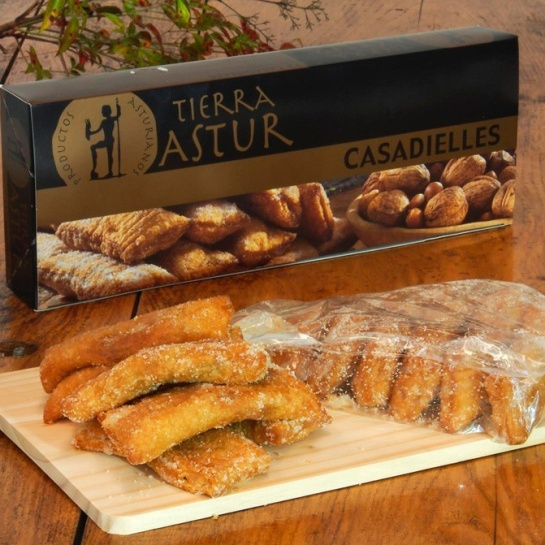 PRODUCTOS ASTURIANOS
TIERRA
ASTUR
CASADIELLES